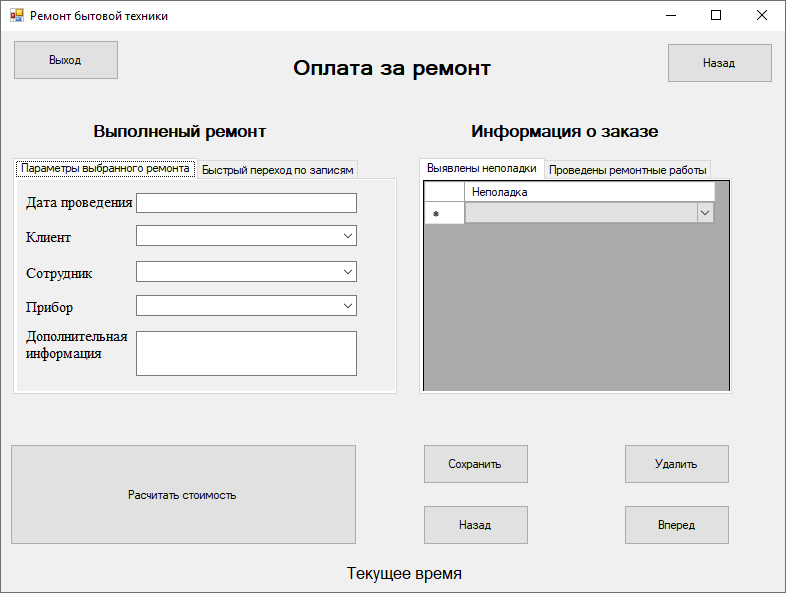 Ремонт бытовой техники
Выход
Оплата за ремонт
Назад
Выполненый ремонт
Информация о заказе
Параметры выбранного ремонта
Быстрый переход по записям
Выявлены неполадки
Проведены ремонтные работы
Дата проведения
Клиент
Сотрудник
Прибор
Дополнительная
информация
Неполадка
Расчитать стоимость
Сохранить
Удалить
Назад
Вперед
Текущее время